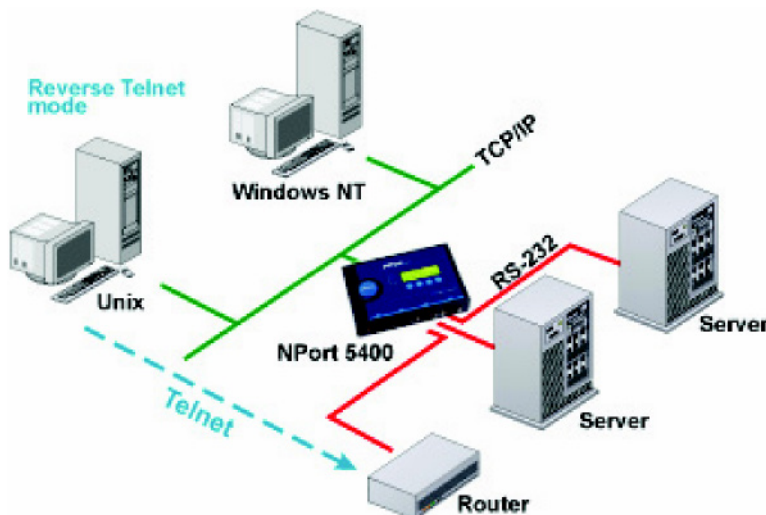 Reverse Telnet
mode
Windows NT
TCP/IP
Unix
NPort 5400
RS-232
Server
Server
Telnet
Router